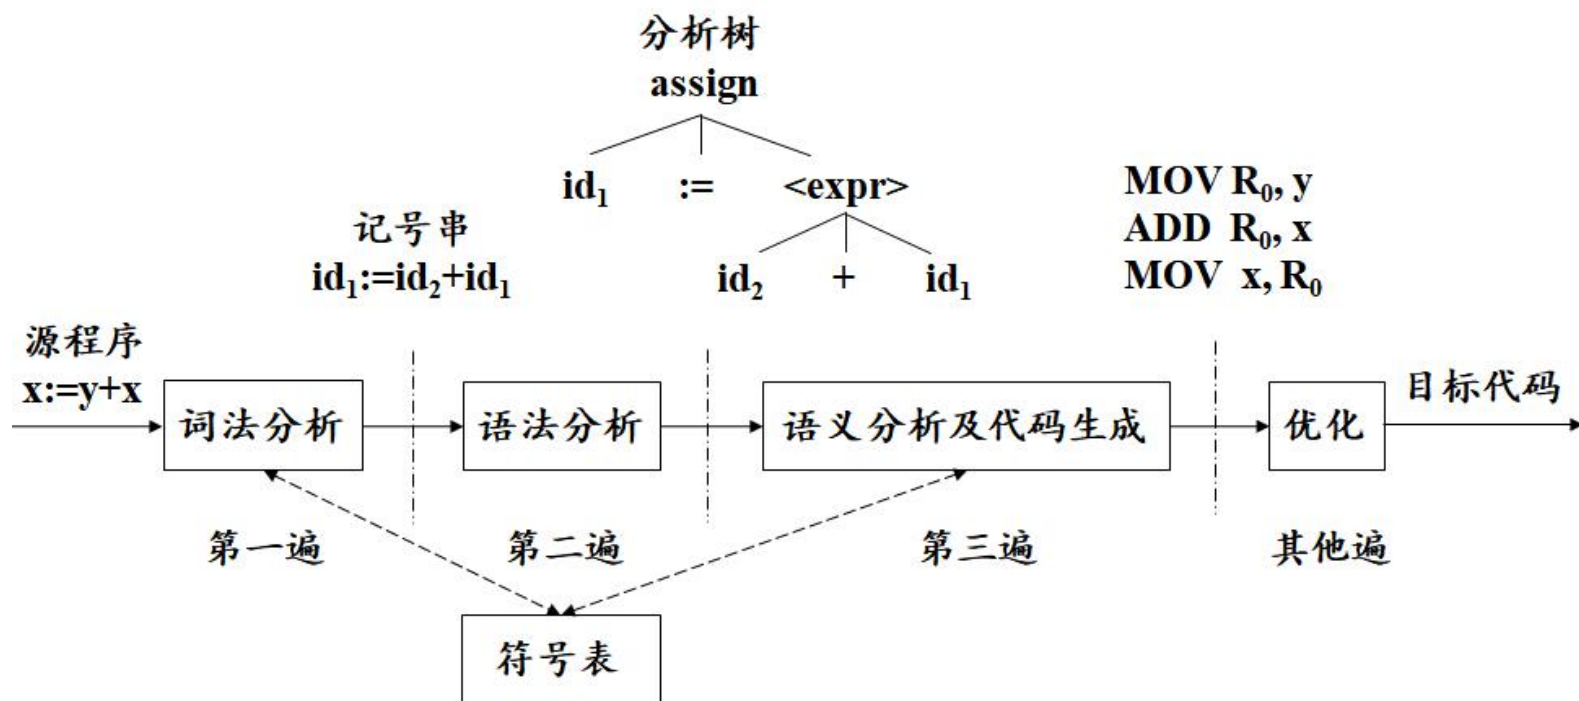 分析树
assign
id₁ := <expr>
id₂ + id₁
记号串
id₁:=id₂+id₁
MOV R₀, y
ADD R₀, x
MOV x, R₀
源程序
x:=y+x
词法分析
语法分析
语义分析及代码生成
优化
目标代码
第一遍
第二遍
第三遍
其他遍
符号表